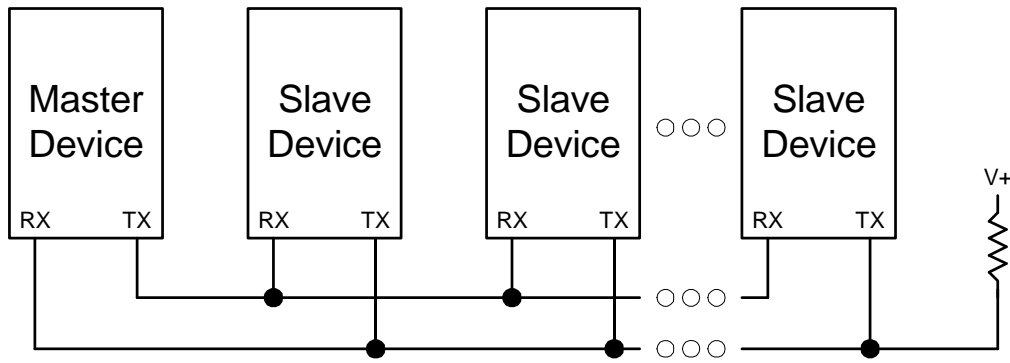 Master
Device
Slave
Device
Slave
Device
Slave
Device
V+
RX TX
RX TX
RX TX
RX TX